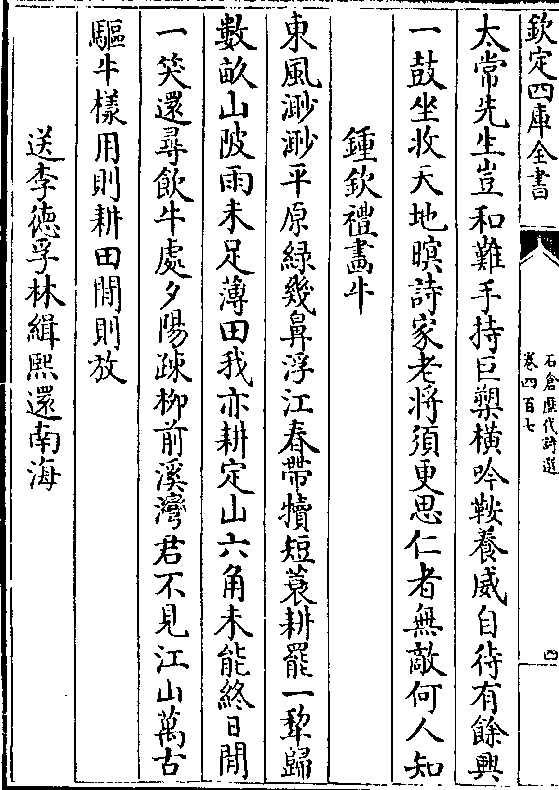 欽定四庫全書
石倉歷代詩選
卷四百七
四
太常先生豈和難手持巨槊橫吟鞍養威自待有餘興
一鼓坐收天地暝詩家老將須更思仁者無敵何人知
鍾欽禮畫牛
東風渺渺平原緑幾鼻浮江春帶犢短蓑耕罷一犂歸
數畝山陂雨未足薄田我亦耕定山六角未能終日閒
一笑還尋飲牛處夕陽疎栁前溪灣君不見江山萬古
驅牛樣用則耕田閒則放
送李徳孚林緝熙還南海